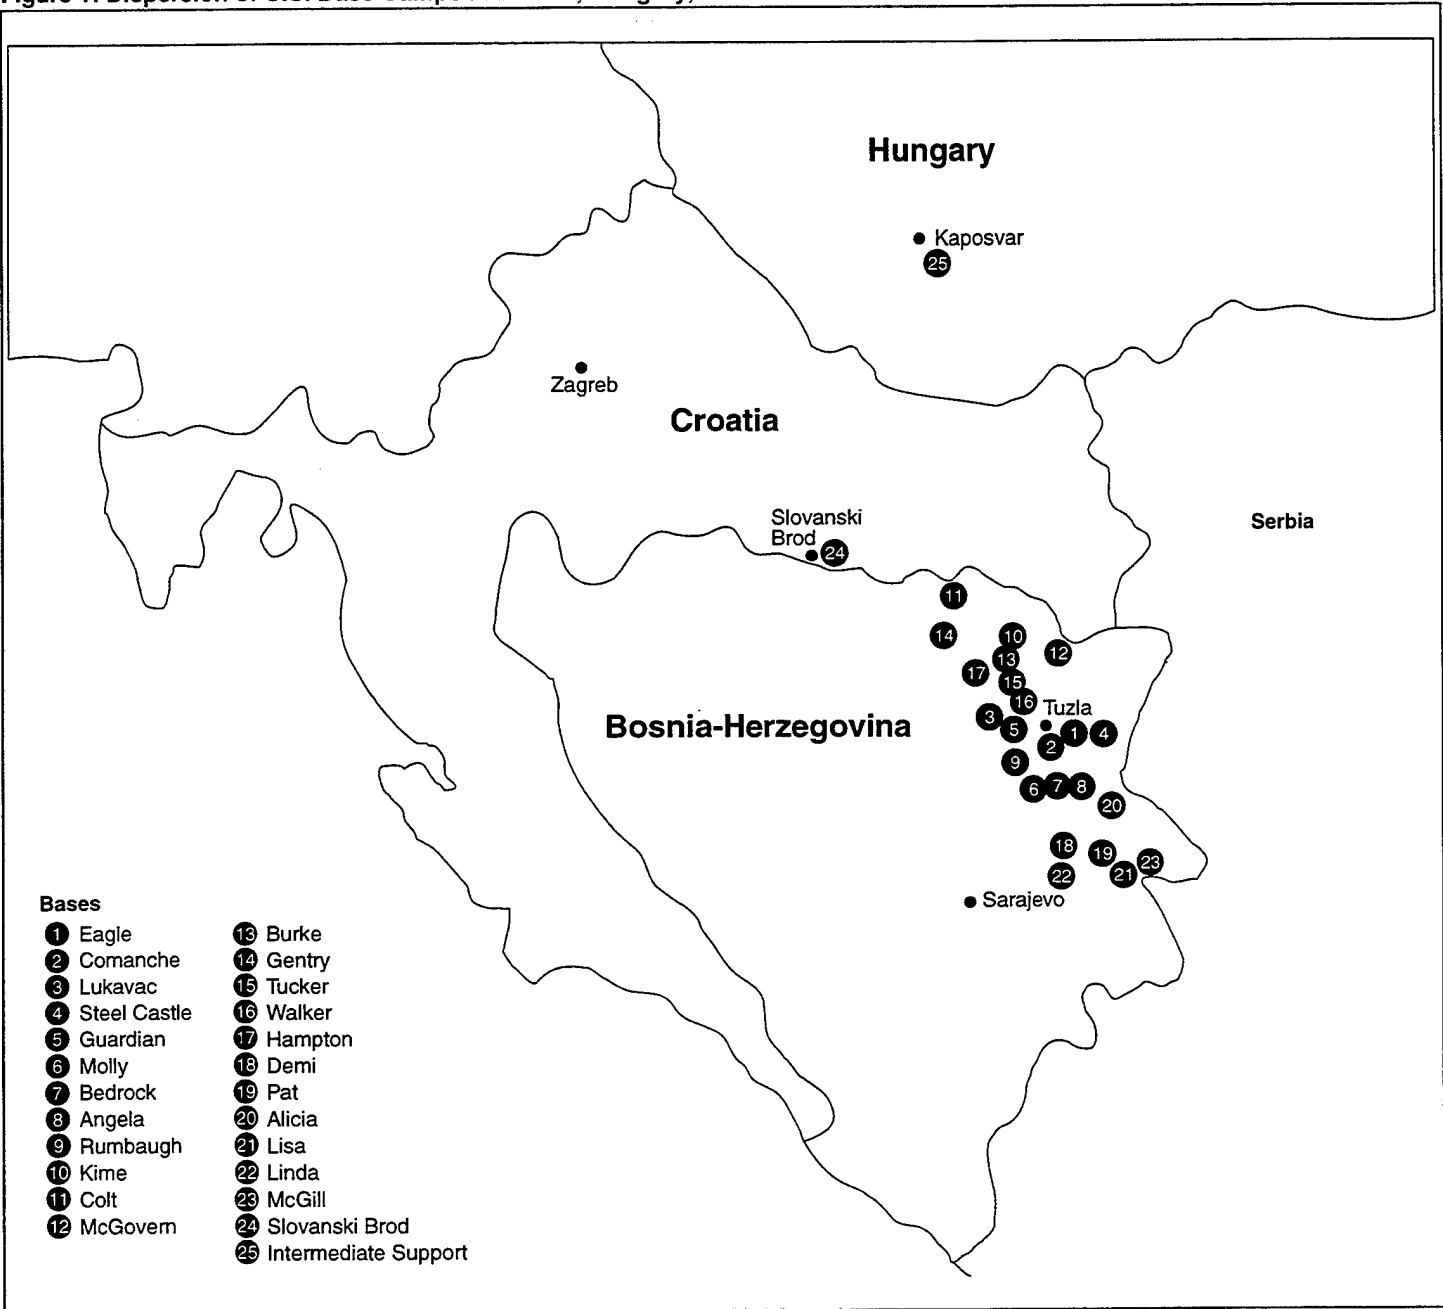 Hungary
Kaposvar
25
Zagreb
Croatia
Slovanski
Brod
24
Serbia
11
14
10
12
13
17
15
16
Tuzla
3
5
1
4
2
Bosnia-Herzegovina
9
6
7
8
20
18
19
23
22
21
Sarajevo
Bases
1 Eagle
2 Comanche
3 Lukavac
4 Steel Castle
5 Guardian
6 Molly
7 Bedrock
8 Angela
9 Rumbaugh
10 Kime
11 Colt
12 McGovern
13 Burke
14 Gentry
15 Tucker
16 Walker
17 Hampton
18 Demi
19 Pat
20 Alicia
21 Lisa
22 Linda
23 McGill
24 Slovanski Brod
25 Intermediate Support